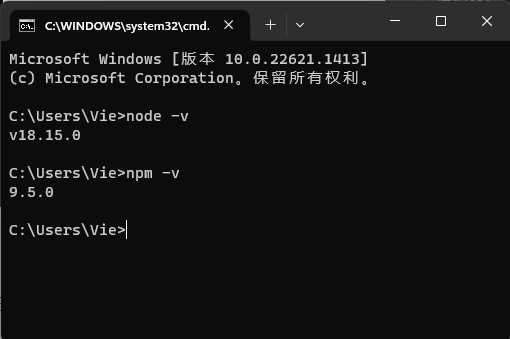 C:\WINDOWS\system32\cmd.
Microsoft Windows [版本 10.0.22621.1413]
(c) Microsoft Corporation。保留所有权利。
C:\Users\Vie>node -v
v18.15.0
C:\Users\Vie>npm -v
9.5.0
C:\Users\Vie>